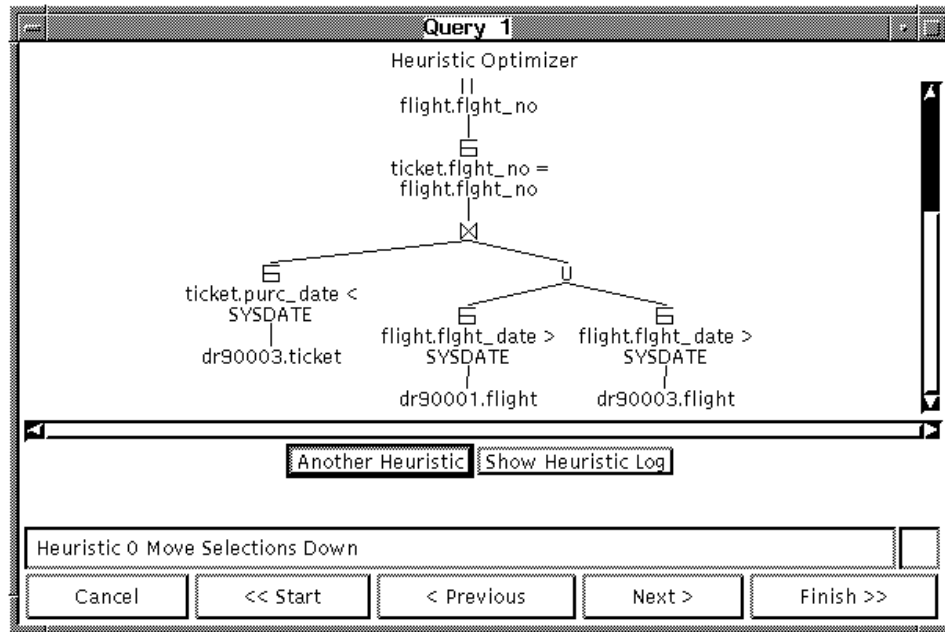 Query 1
Heuristic Optimizer
flight.flght_no
ticket.flght_no =
flight.flght_no
ticket.purc_date <
SYSDATE
dr90003.ticket
U
flight.flght_date >
SYSDATE
dr90001.flight
flight.flght_date >
SYSDATE
dr90003.flight
Another Heuristic
Show Heuristic Log
Heuristic 0 Move Selections Down
Cancel
<< Start
< Previous
Next >
Finish >>